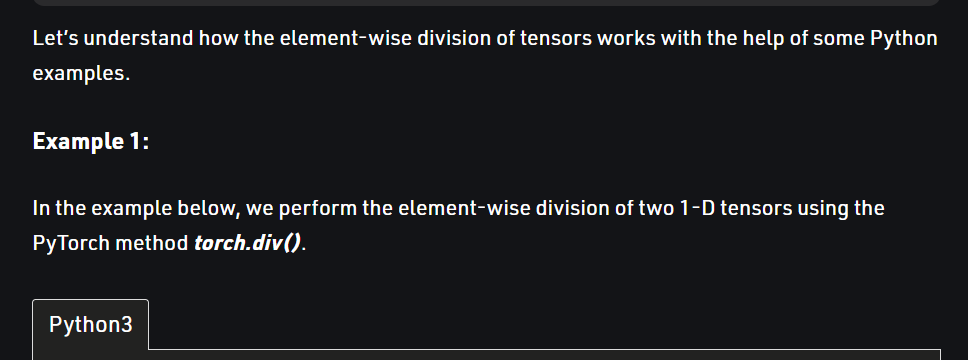 Let's understand how the element-wise division of tensors works with the help of some Python
examples.
Example 1:
In the example below, we perform the element-wise division of two 1-D tensors using the
PyTorch method torch.div().
Python3